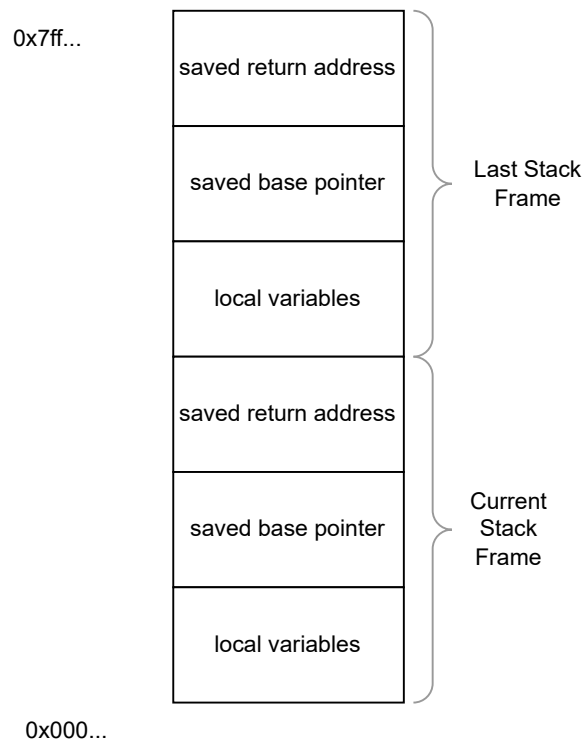 0x7ff...
saved return address
saved base pointer
Last Stack
Frame
local variables
saved return address
saved base pointer
Current
Stack
Frame
local variables
0x000...